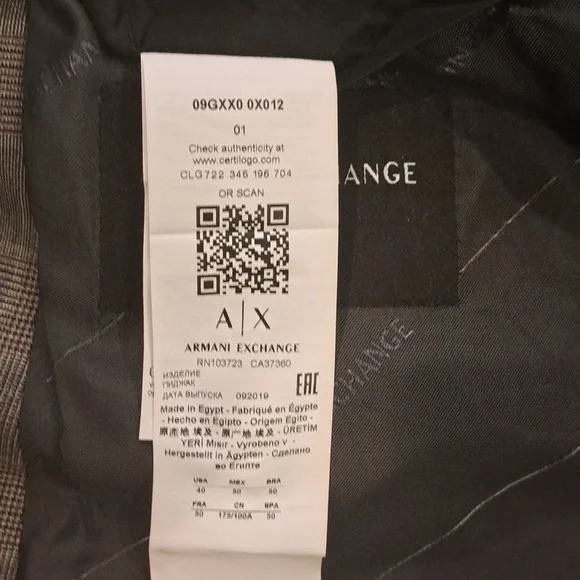 09GXX0 0X012
01
Check authenticity at
www.certilogo.com
CLG 722 345 196 704
OR SCAN
A|X
ARMANI EXCHANGE
RN103723 CA37360
ИЗДЕЛИЕ
ПИДЖАК
ДАТА ВЫПУСКА 092019
EAC
Made in Egypt - Fabriqué en Égypte
- Hecho en Egipto - Origem Egito -
原産地 埃及 - 原产地 埃及 - ÜRETİM
YERİ Mısır - Vyrobeno v
Hergestellt in Ägypten - Сделано
во Египте
USA MEX BRA
40 50 50
FRA CN SPA
50 175/100A 50
ANGE
CHANGE
CHAN
IN